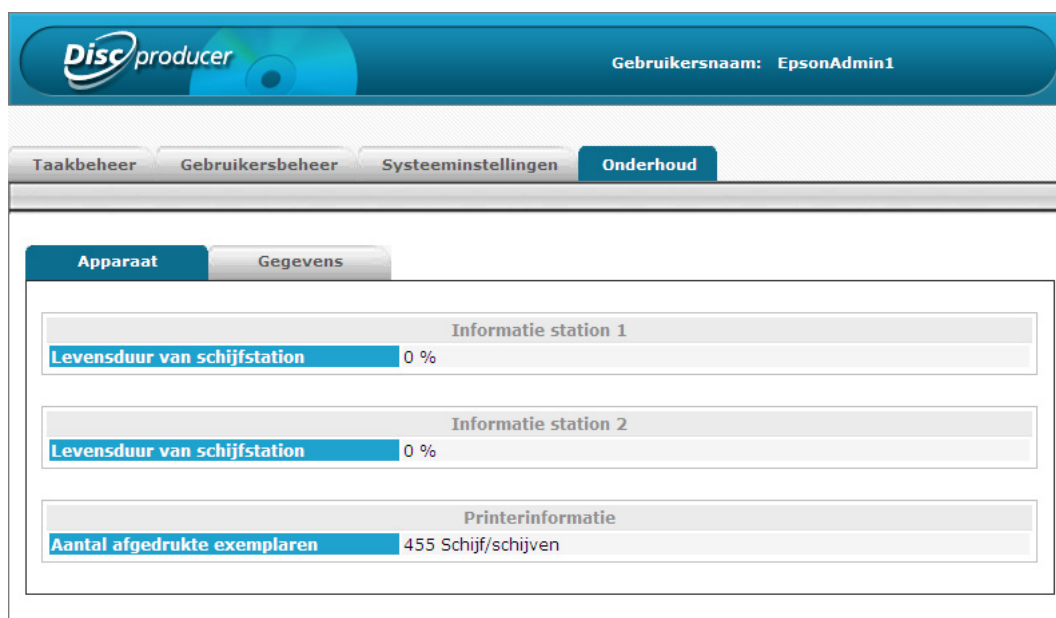 Disc producer
Gebruikersnaam: EpsonAdmin1
Taakbeheer Gebruikersbeheer Systeeminstellingen Onderhoud
Apparaat Gegevens
Informatie station 1
Levensduur van schijfstation 0 %
Informatie station 2
Levensduur van schijfstation 0 %
Printerinformatie
Aantal afgedrukte exemplaren 455 Schijf/schijven